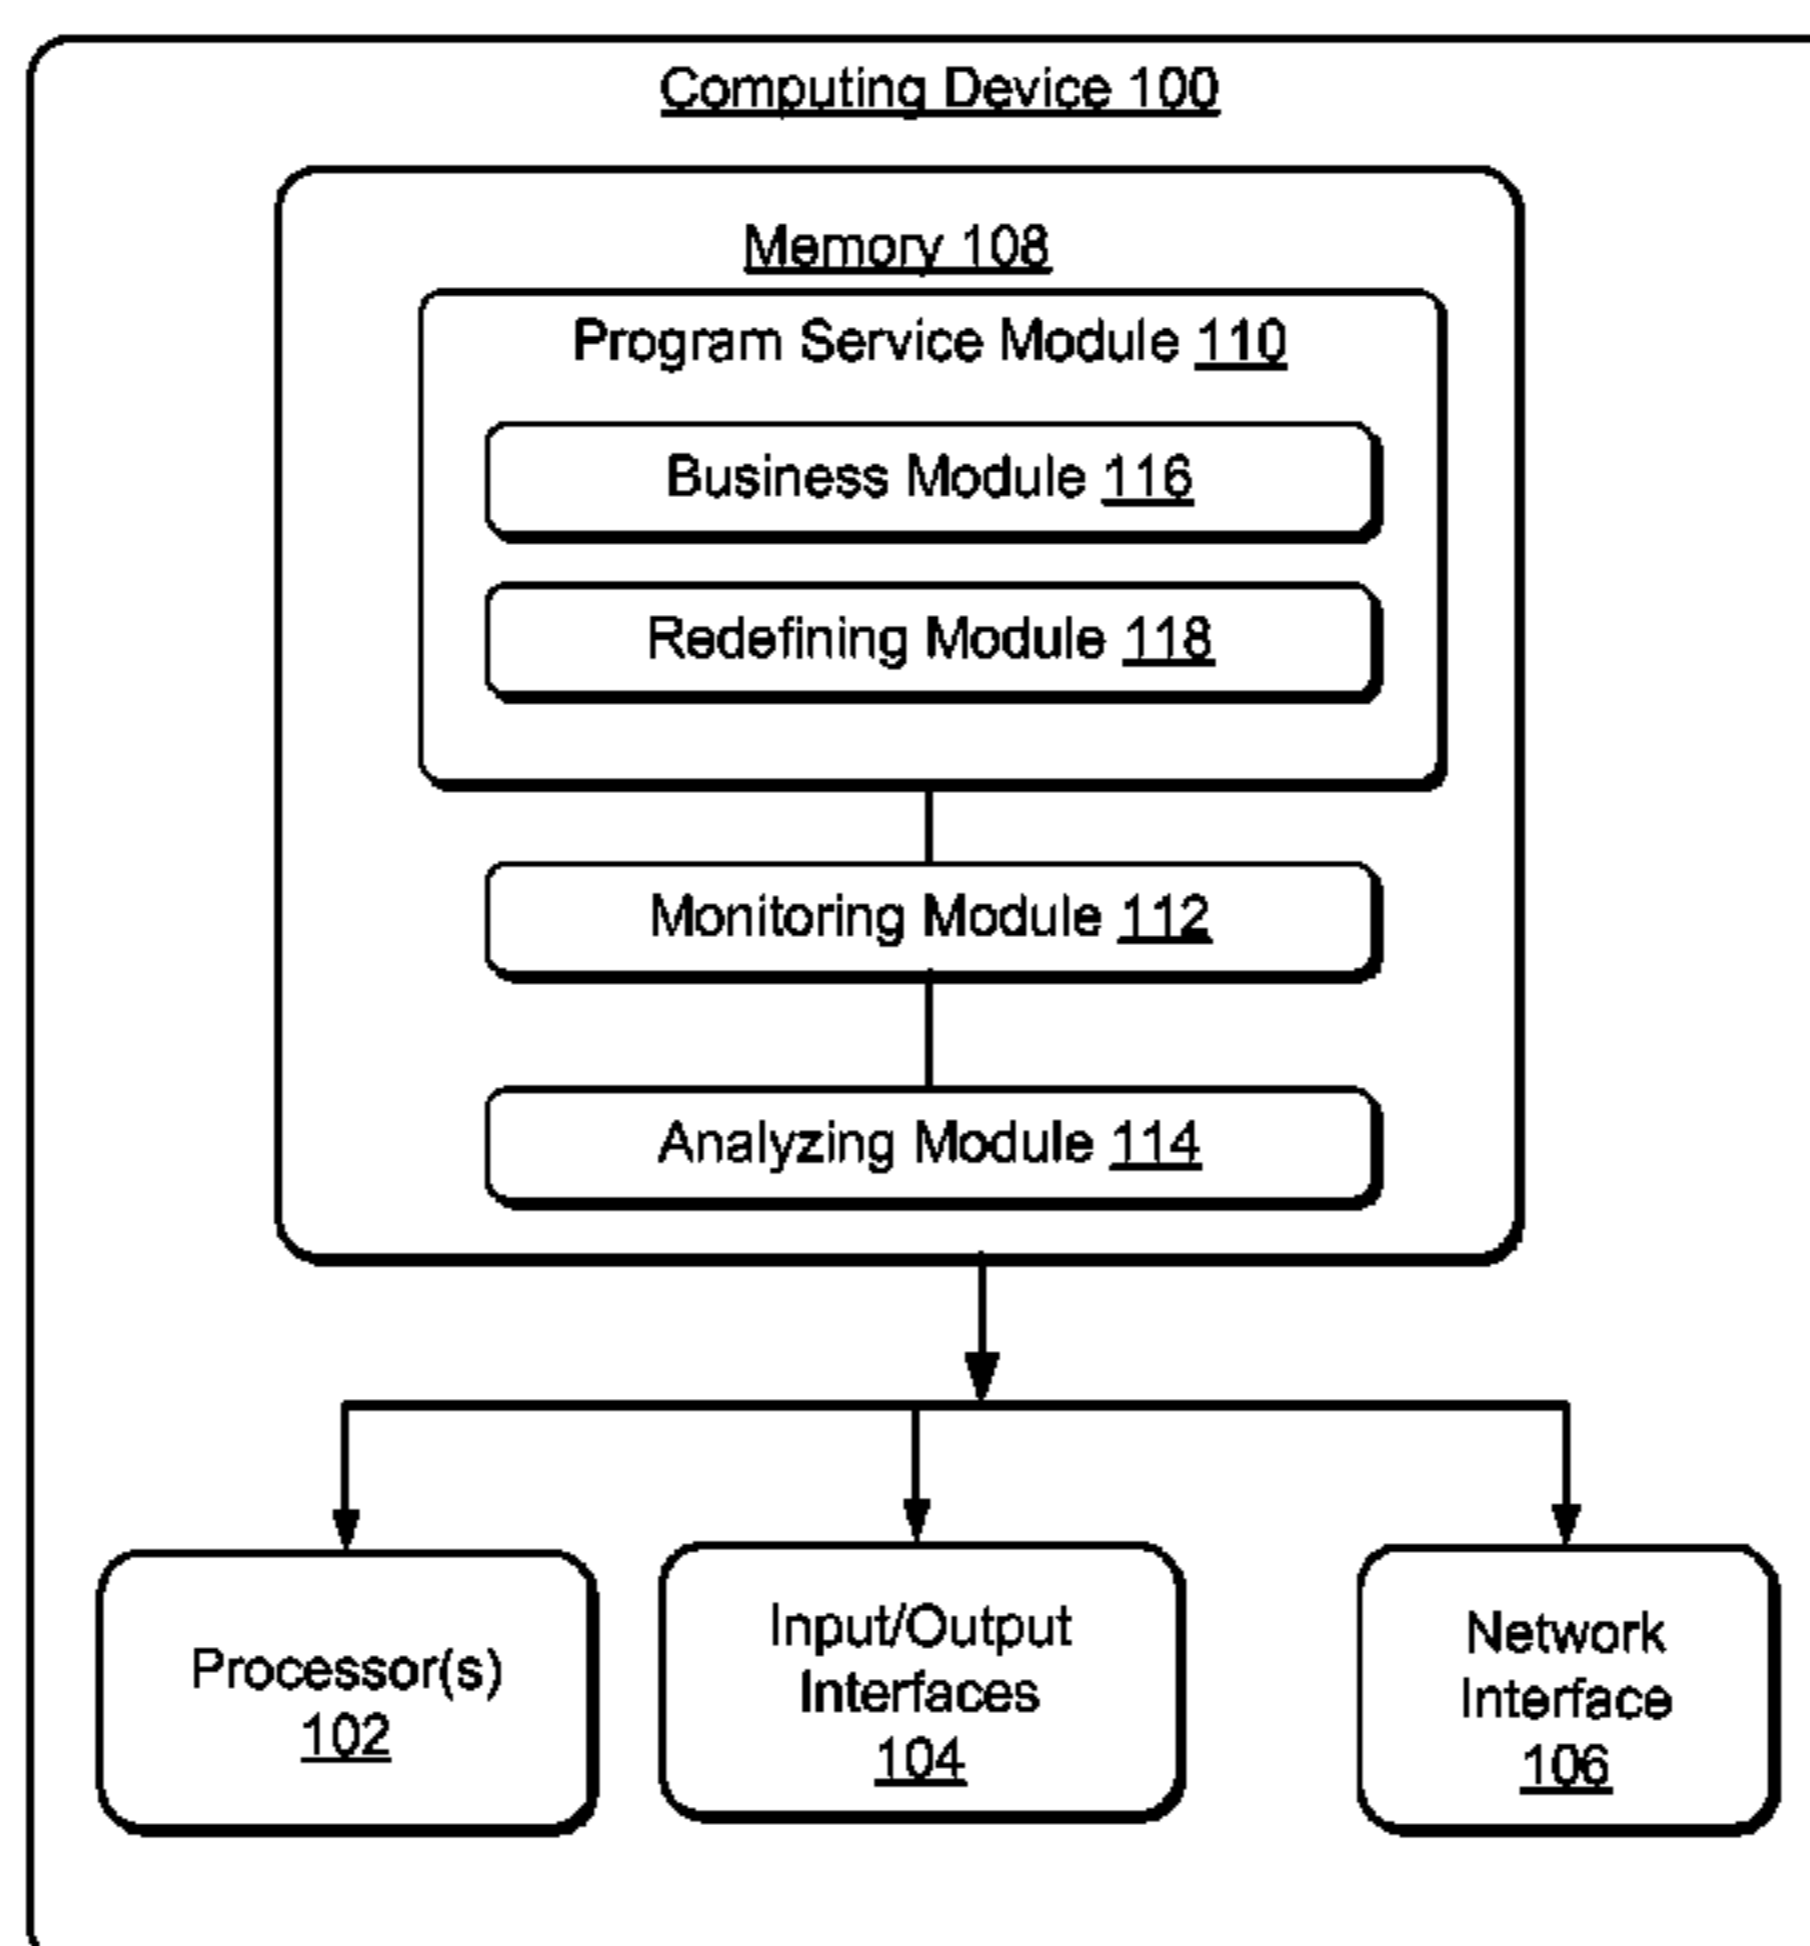 Computing Device 100
Memory 108
Program Service Module 110
Business Module 116
Redefining Module 118
Monitoring Module 112
Analyzing Module 114
Processor(s)
102
Input/Output
Interfaces
104
Network
Interface
106